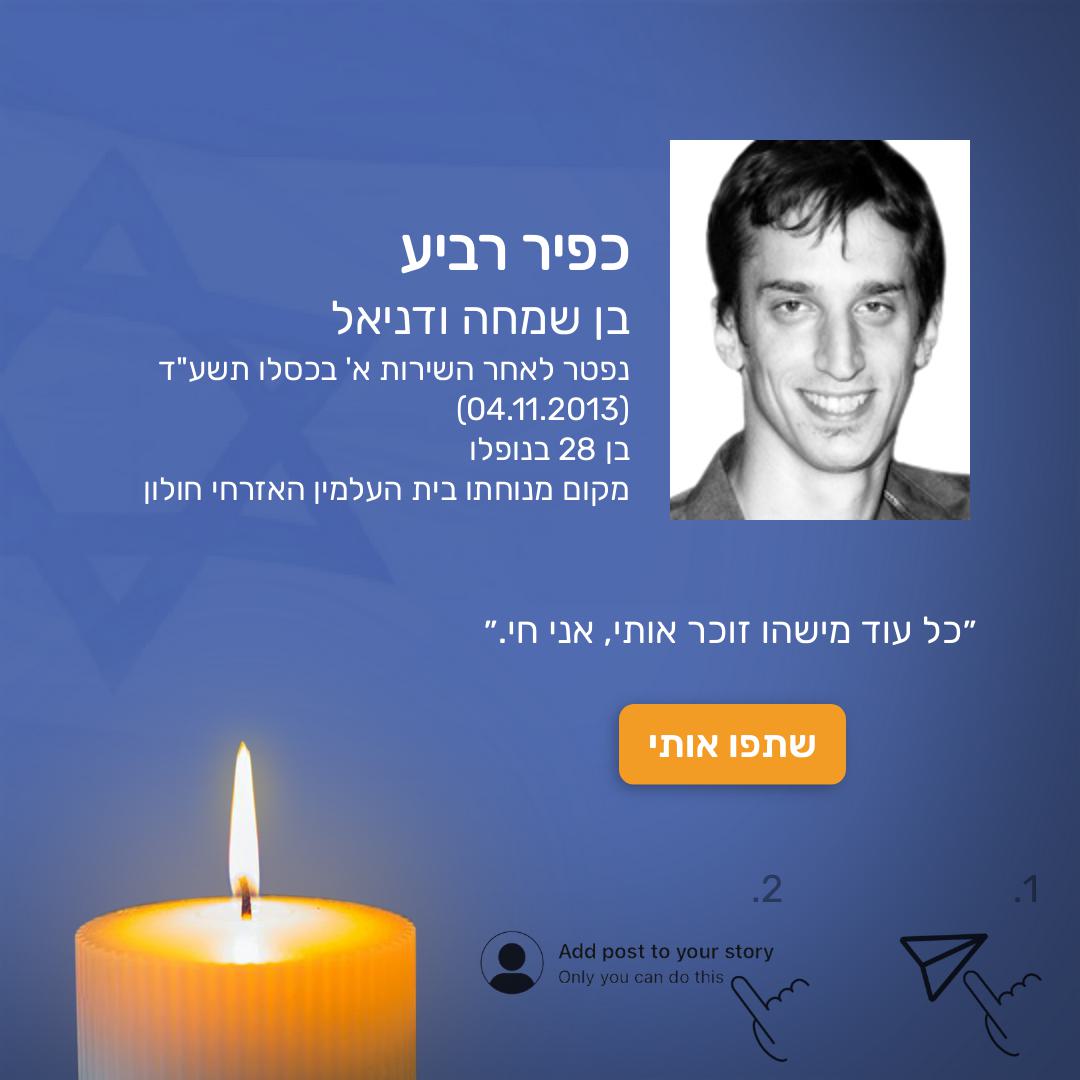 כפיר רביע
בן שמחה ודניאל
נפטר לאחר השירות א' בכסלו תשע"ד
(04.11.2013)
בן 28 בנופלו
מקום מנוחתו בית העלמין האזרחי חולון
״כל עוד מישהו זוכר אותי, אני חי.״
שתפו אותי
1.
2.
Add post to your story
Only you can do this